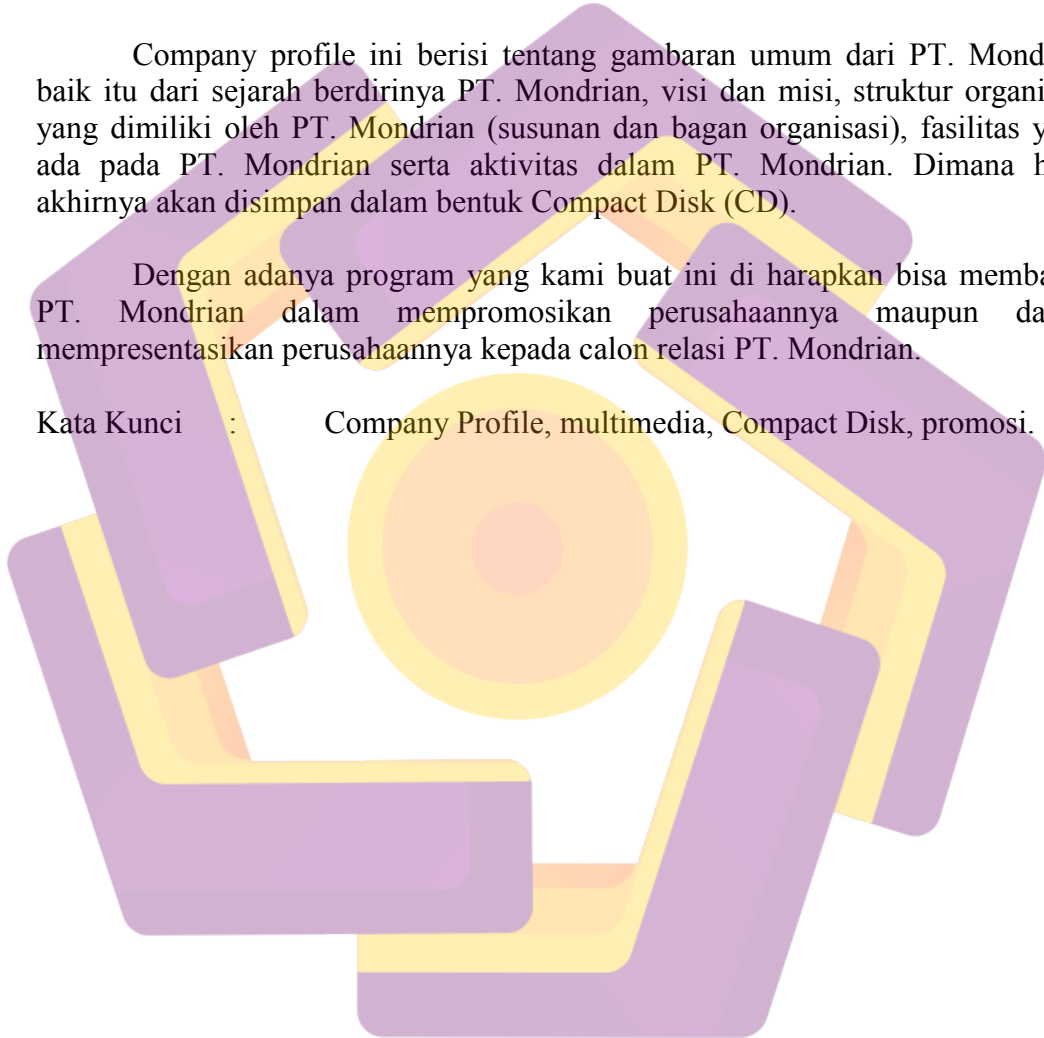 Company profile ini berisi tentang gambaran umum dari PT. Mond
baik itu dari sejarah berdirinya PT. Mondrian, visi dan misi, struktur organi
yang dimiliki oleh PT. Mondrian (susunan dan bagan organisasi), fasilitas y
ada pada PT. Mondrian serta aktivitas dalam PT. Mondrian. Dimana h
akhirnya akan disimpan dalam bentuk Compact Disk (CD).
Dengan adanya program yang kami buat ini di harapkan bisa memba
PT. Mondrian dalam mempromosikan perusahaannya maupun da
mempresentasikan perusahaannya kepada calon relasi PT. Mondrian.
Kata Kunci : Company Profile, multimedia, Compact Disk, promosi.